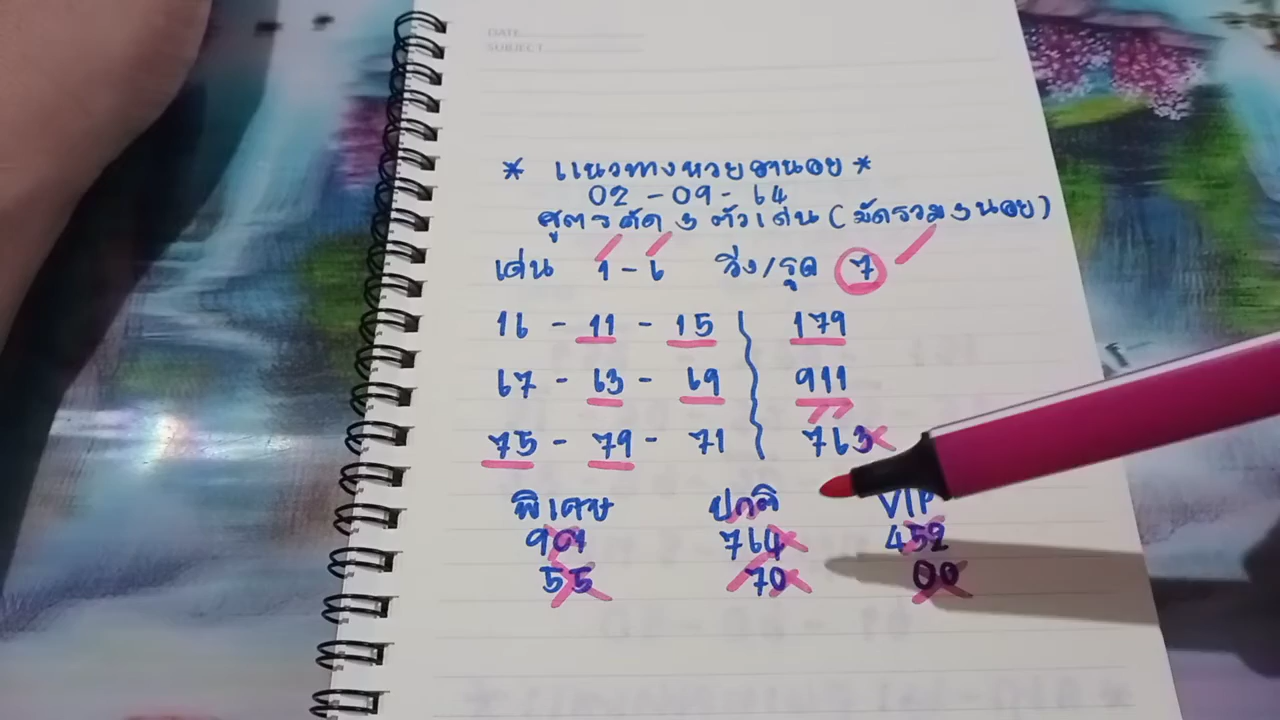 DATE
SUBJECT
* แนวทางหวยฮานอย *
02-09-64
สูตรคัด 3 ตัวเด่น (มัดรวม 3 นอย)
เด่น 1-6 วิ่ง/รูด 7
16 - 11 - 15 179
67 - 63 - 69 911
75 - 79 - 71 763
พิเศษ ปกติ VIP
764 452
55 70 00